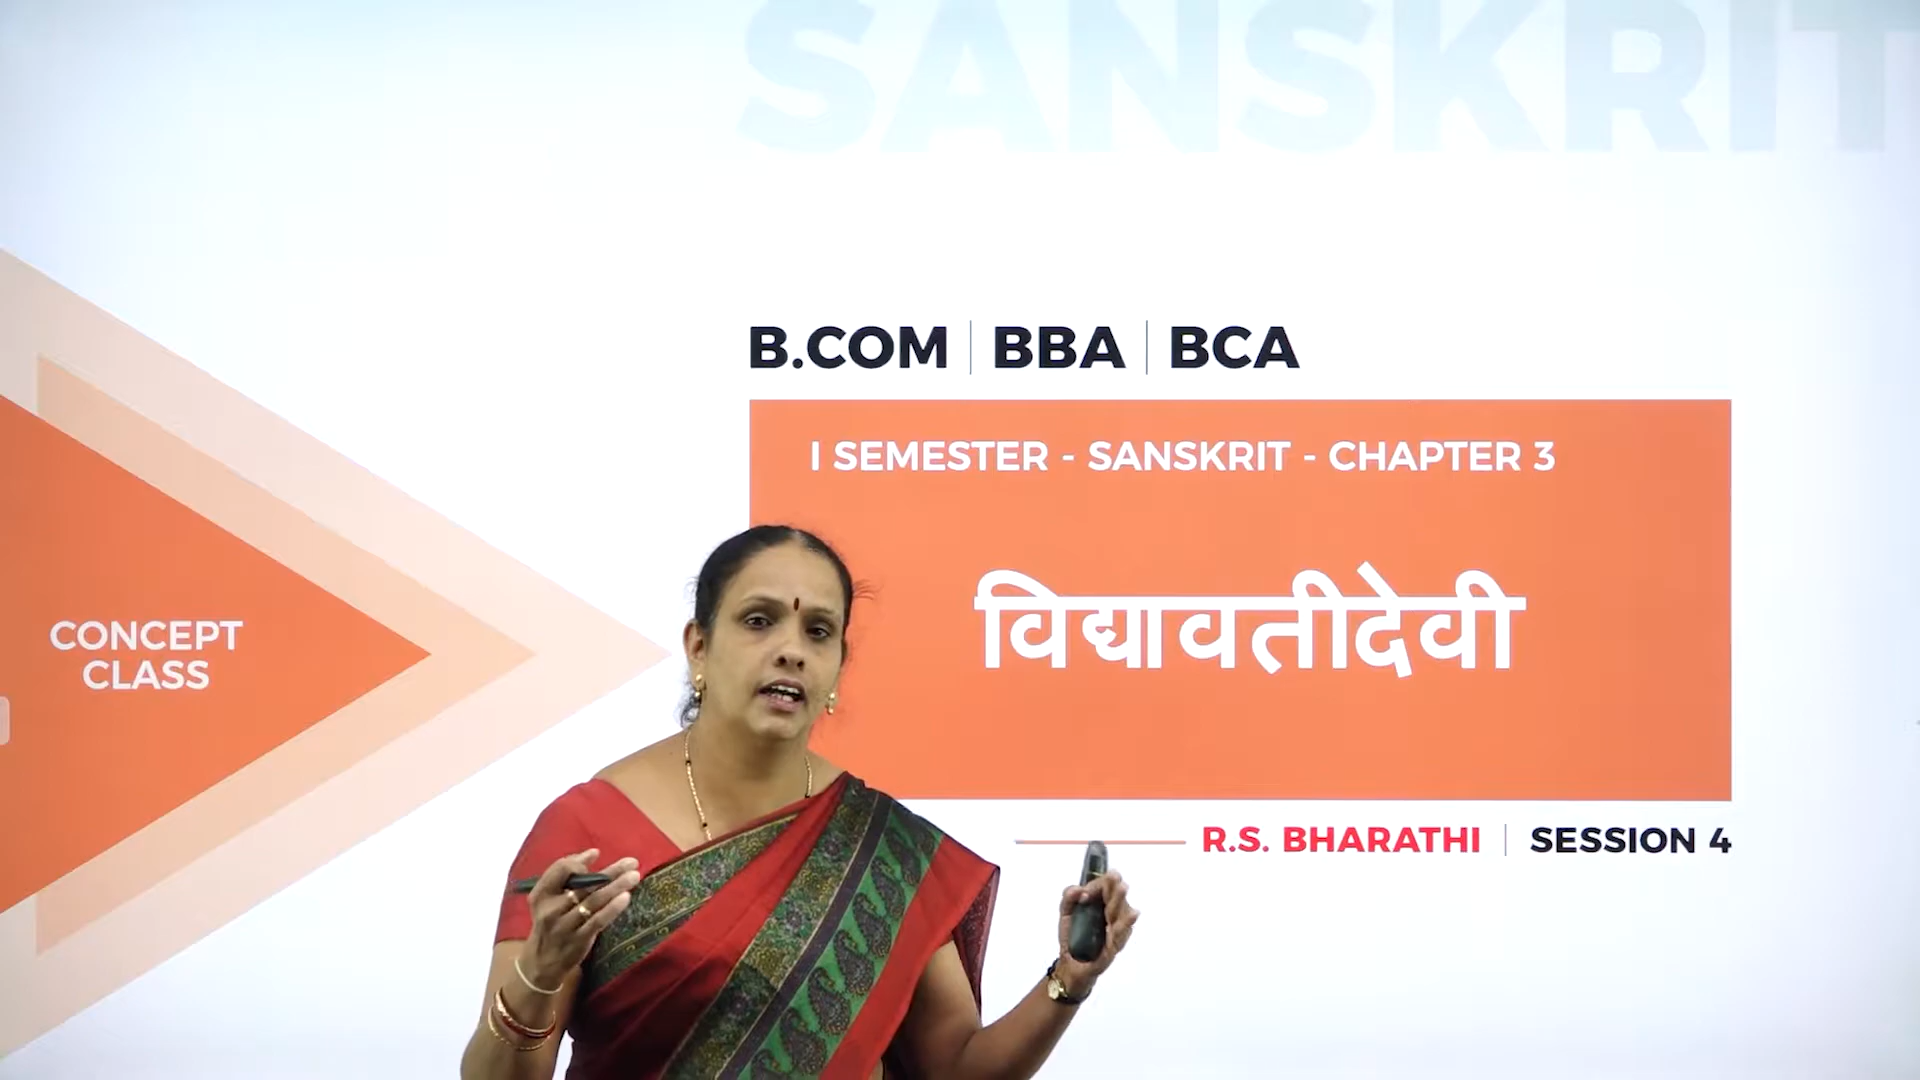 SANSKRIT
B.COM | BBA | BCA
I SEMESTER - SANSKRIT - CHAPTER 3
विद्यावतीदेवी
CONCEPT
CLASS
R.S. BHARATHI | SESSION 4